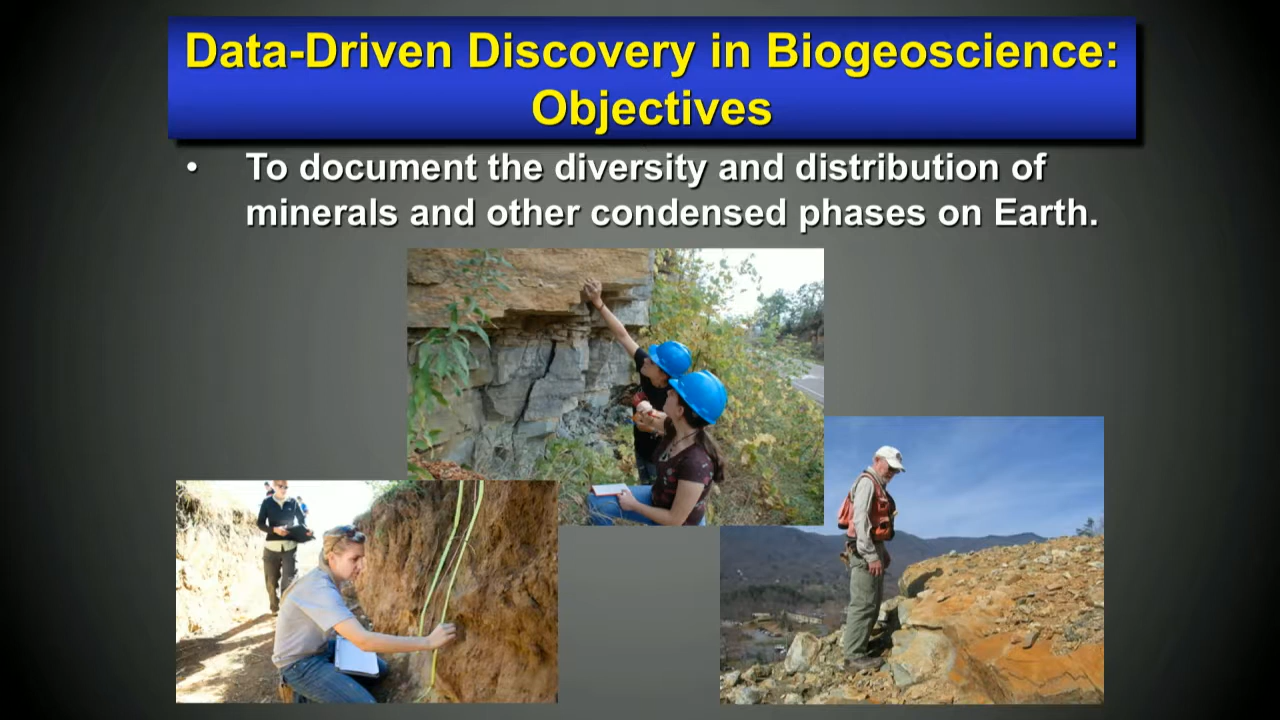 Data-Driven Discovery in Biogeoscience:
Objectives
• To document the diversity and distribution of
minerals and other condensed phases on Earth.